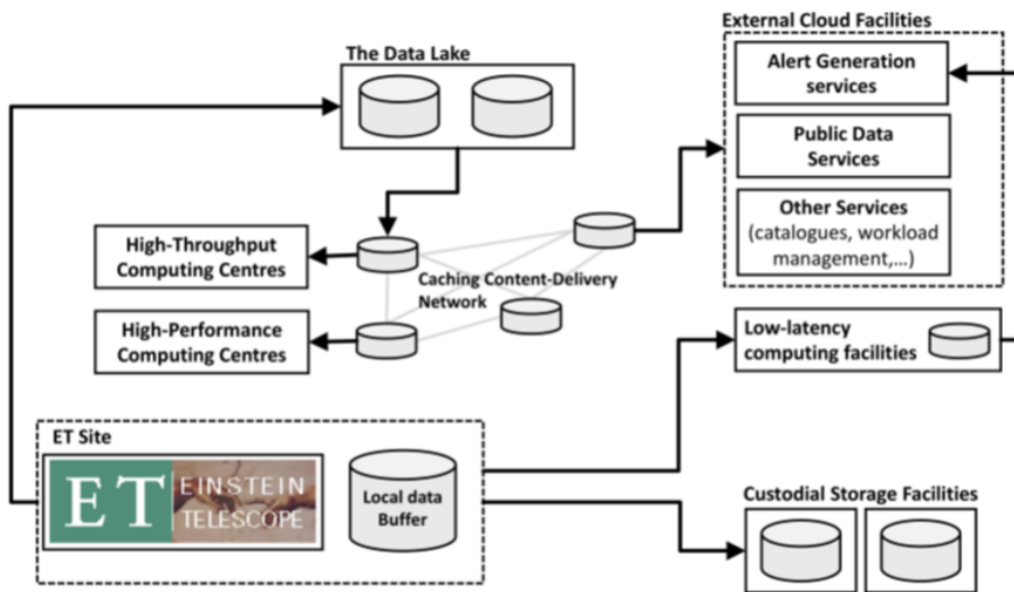 External Cloud Facilities
The Data Lake
Alert Generation
services
Public Data
Services
Other Services
(catalogues, workload
management,...)
High-Throughput
Computing Centres
Caching Content-Delivery
Network
High-Performance
Computing Centres
Low-latency
computing facilities
ET Site
ET
EINSTEIN
TELESCOPE
Local data
Buffer
Custodial Storage Facilities